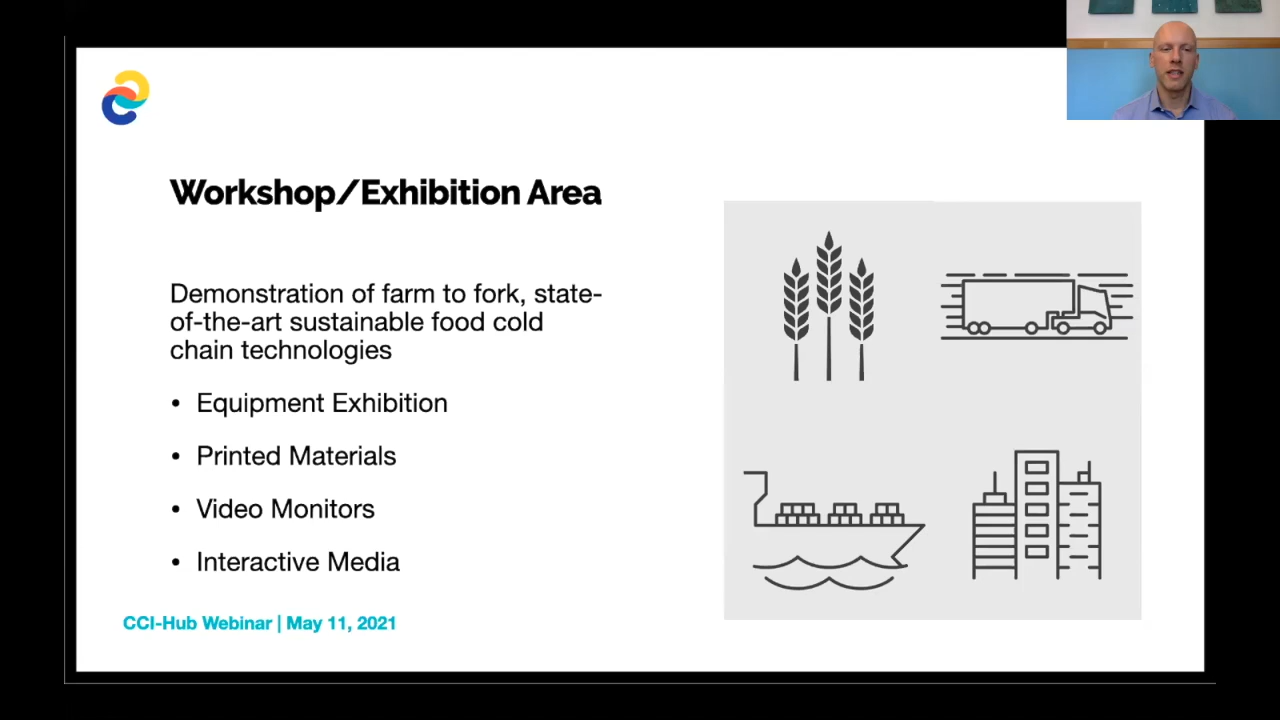 Workshop/Exhibition Area
Demonstration of farm to fork, state-
of-the-art sustainable food cold
chain technologies
• Equipment Exhibition
• Printed Materials
• Video Monitors
• Interactive Media
CCI-Hub Webinar | May 11, 2021